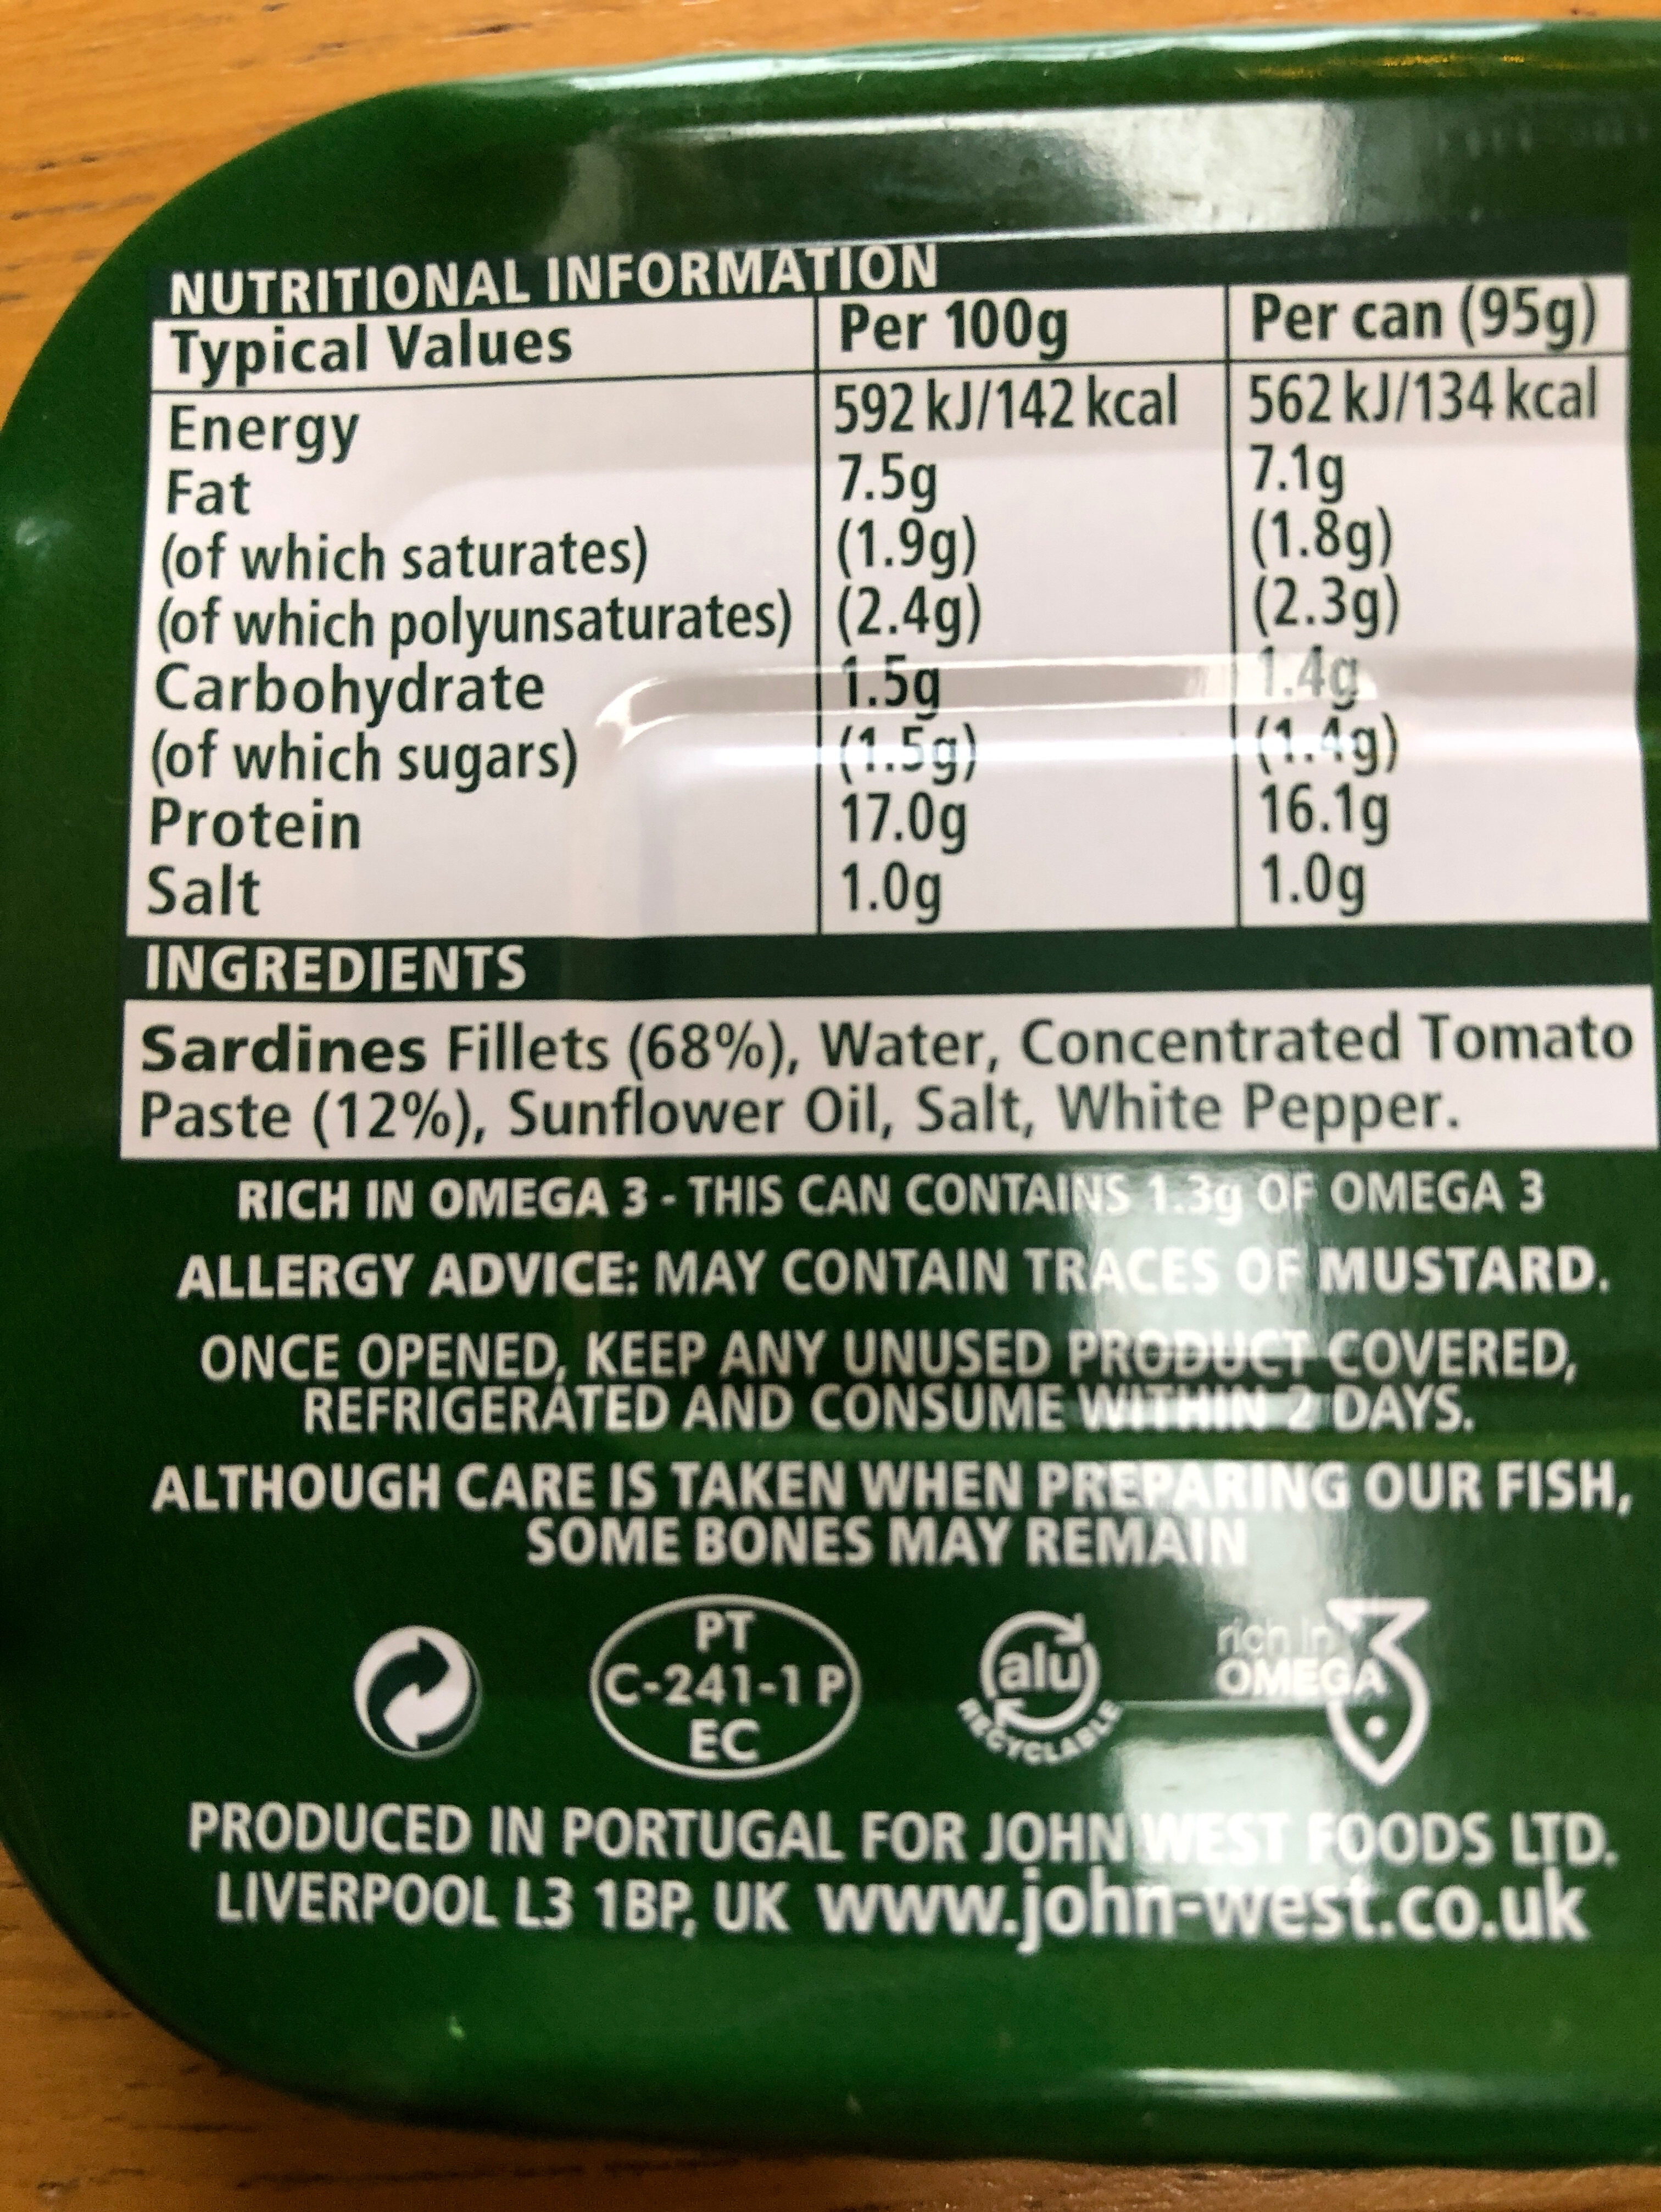 NUTRITIONAL INFORMATION
Typical Values Per 100g Per can (95g)
Energy 592 kJ/142 kcal 562 kJ/134 kcal
Fat 7.5g 7.1g
(of which saturates) (1.9g) (1.8g)
(of which polyunsaturates) (2.4g) (2.3g)
Carbohydrate 1.5g 1.4g
(of which sugars) (1.5g) (1.4g)
Protein 17.0g 16.1g
Salt 1.0g 1.0g
INGREDIENTS
Sardines Fillets (68%), Water, Concentrated Tomato
Paste (12%), Sunflower Oil, Salt, White Pepper.
RICH IN OMEGA 3 - THIS CAN CONTAINS 1.3g OF OMEGA 3
ALLERGY ADVICE: MAY CONTAIN TRACES OF MUSTARD.
ONCE OPENED, KEEP ANY UNUSED PRODUCT COVERED,
REFRIGERATED AND CONSUME WITHIN 2 DAYS.
ALTHOUGH CARE IS TAKEN WHEN PREPARING OUR FISH,
SOME BONES MAY REMAIN
PT
C-241-1 P
EC
alu
RECYCLABLE
rich in
OMEGA 3
PRODUCED IN PORTUGAL FOR JOHN WEST FOODS LTD.
LIVERPOOL L3 1BP, UK www.john-west.co.uk